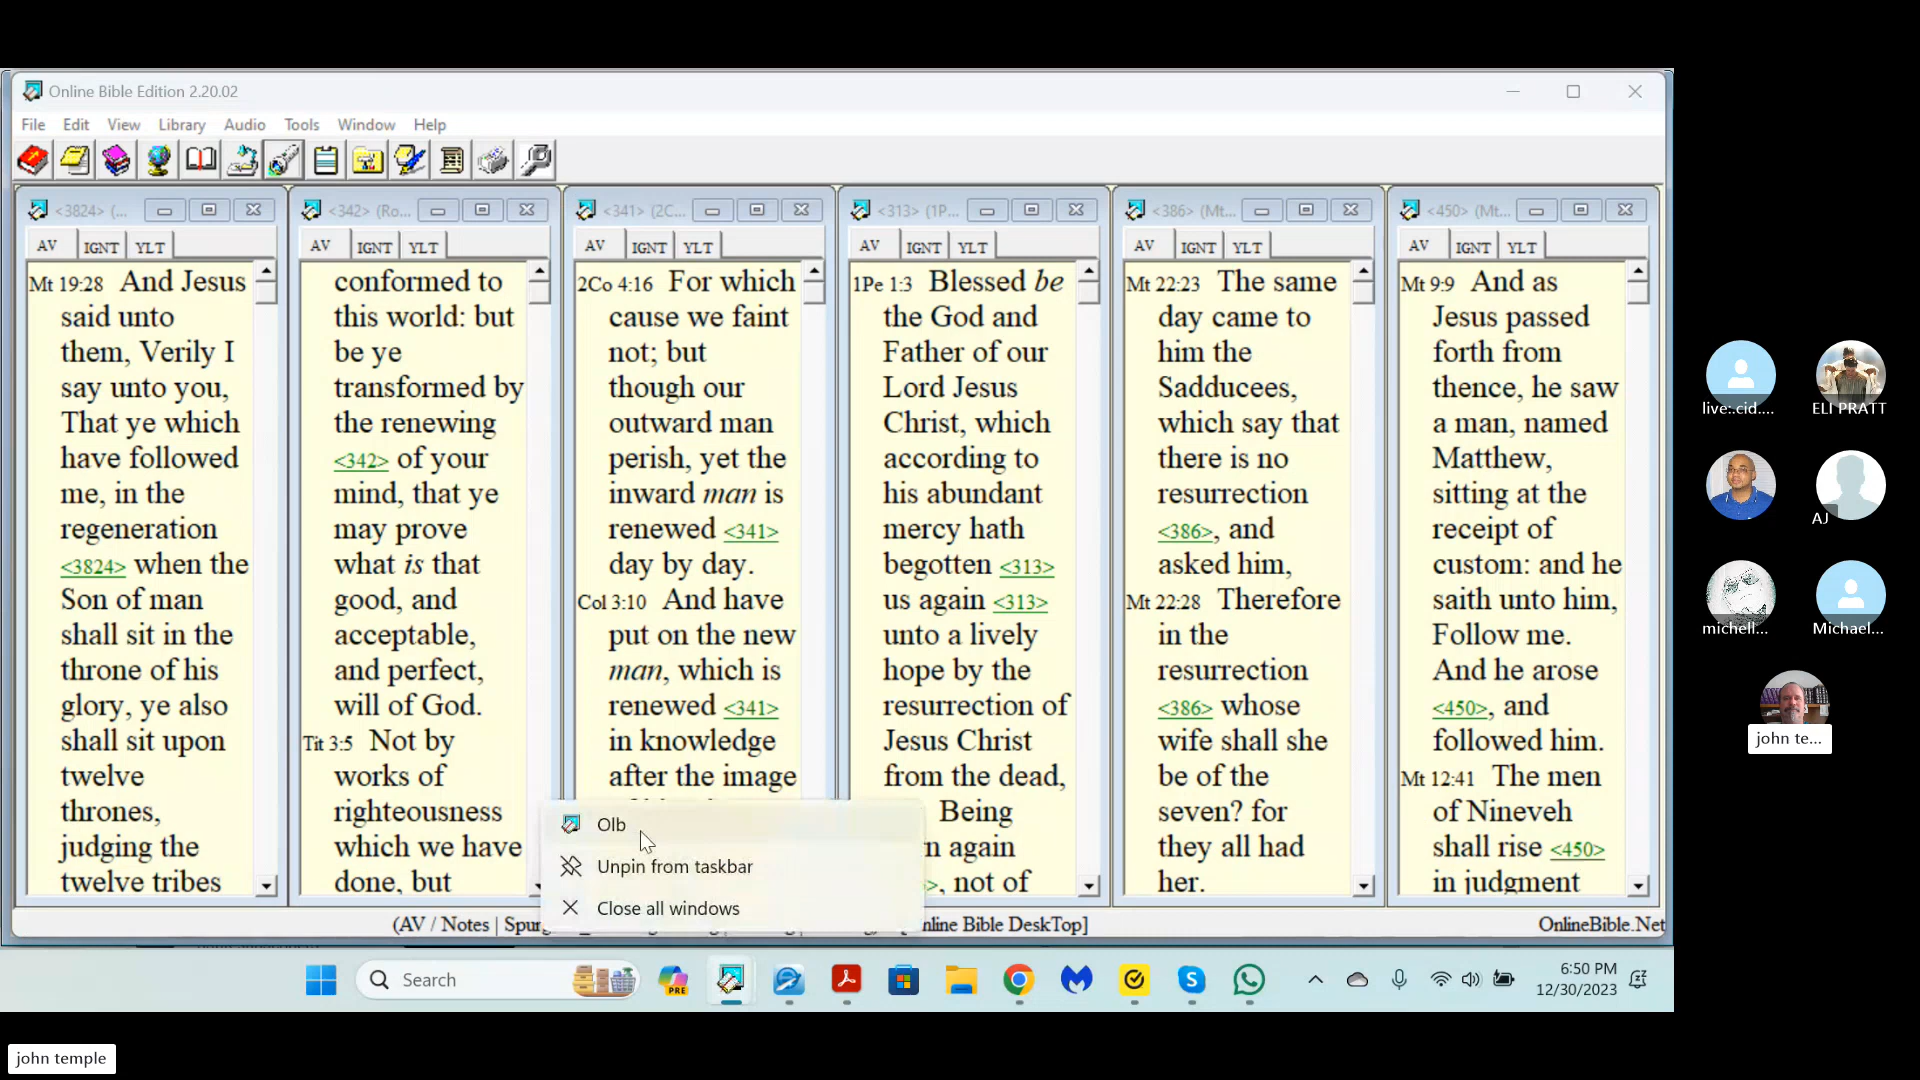 Online Bible Edition 2.20.02
File Edit View Library Audio Tools Window Help
<3824> (...
AV IGNT YLT
Mt 19:28 And Jesus
said unto
them, Verily I
say unto you,
That ye which
have followed
me, in the
regeneration
<3824> when the
Son of man
shall sit in the
throne of his
glory, ye also
shall sit upon
twelve
thrones,
judging the
twelve tribes
<342> (Ro...
AV IGNT YLT
conformed to
this world: but
be ye
transformed by
the renewing
<342> of your
mind, that ye
may prove
what is that
good, and
acceptable,
and perfect,
will of God.
Tit 3:5 Not by
works of
righteousness
which we have
done, but
<341> (2C...
AV IGNT YLT
2Co 4:16 For which
cause we faint
not; but
though our
outward man
perish, yet the
inward man is
renewed <341>
day by day.
Col 3:10 And have
put on the new
man, which is
renewed <341>
in knowledge
after the image
<313> (1P...
AV IGNT YLT
1Pe 1:3 Blessed be
the God and
Father of our
Lord Jesus
Christ, which
according to
his abundant
mercy hath
begotten <313>
us again <313>
unto a lively
hope by the
resurrection of
Jesus Christ
from the dead,
Being
n again
>, not of
<386> (Mt...
AV IGNT YLT
Mt 22:23 The same
day came to
him the
Sadducees,
which say that
there is no
resurrection
<386>, and
asked him,
Mt 22:28 Therefore
in the
resurrection
<386> whose
wife shall she
be of the
seven? for
they all had
her.
<450> (Mt...
AV IGNT YLT
Mt 9:9 And as
Jesus passed
forth from
thence, he saw
a man, named
Matthew,
sitting at the
receipt of
custom: and he
saith unto him,
Follow me.
And he arose
<450>, and
followed him.
Mt 12:41 The men
of Nineveh
shall rise <450>
in judgment
Olb
Unpin from taskbar
Close all windows
(AV / Notes | Spur
nline Bible DeskTop]
OnlineBible.Net
Search
PRE
6:50 PM
12/30/2023
live:.cid....
ELI PRATT
AJ
michell...
Michael...
john te...
john temple